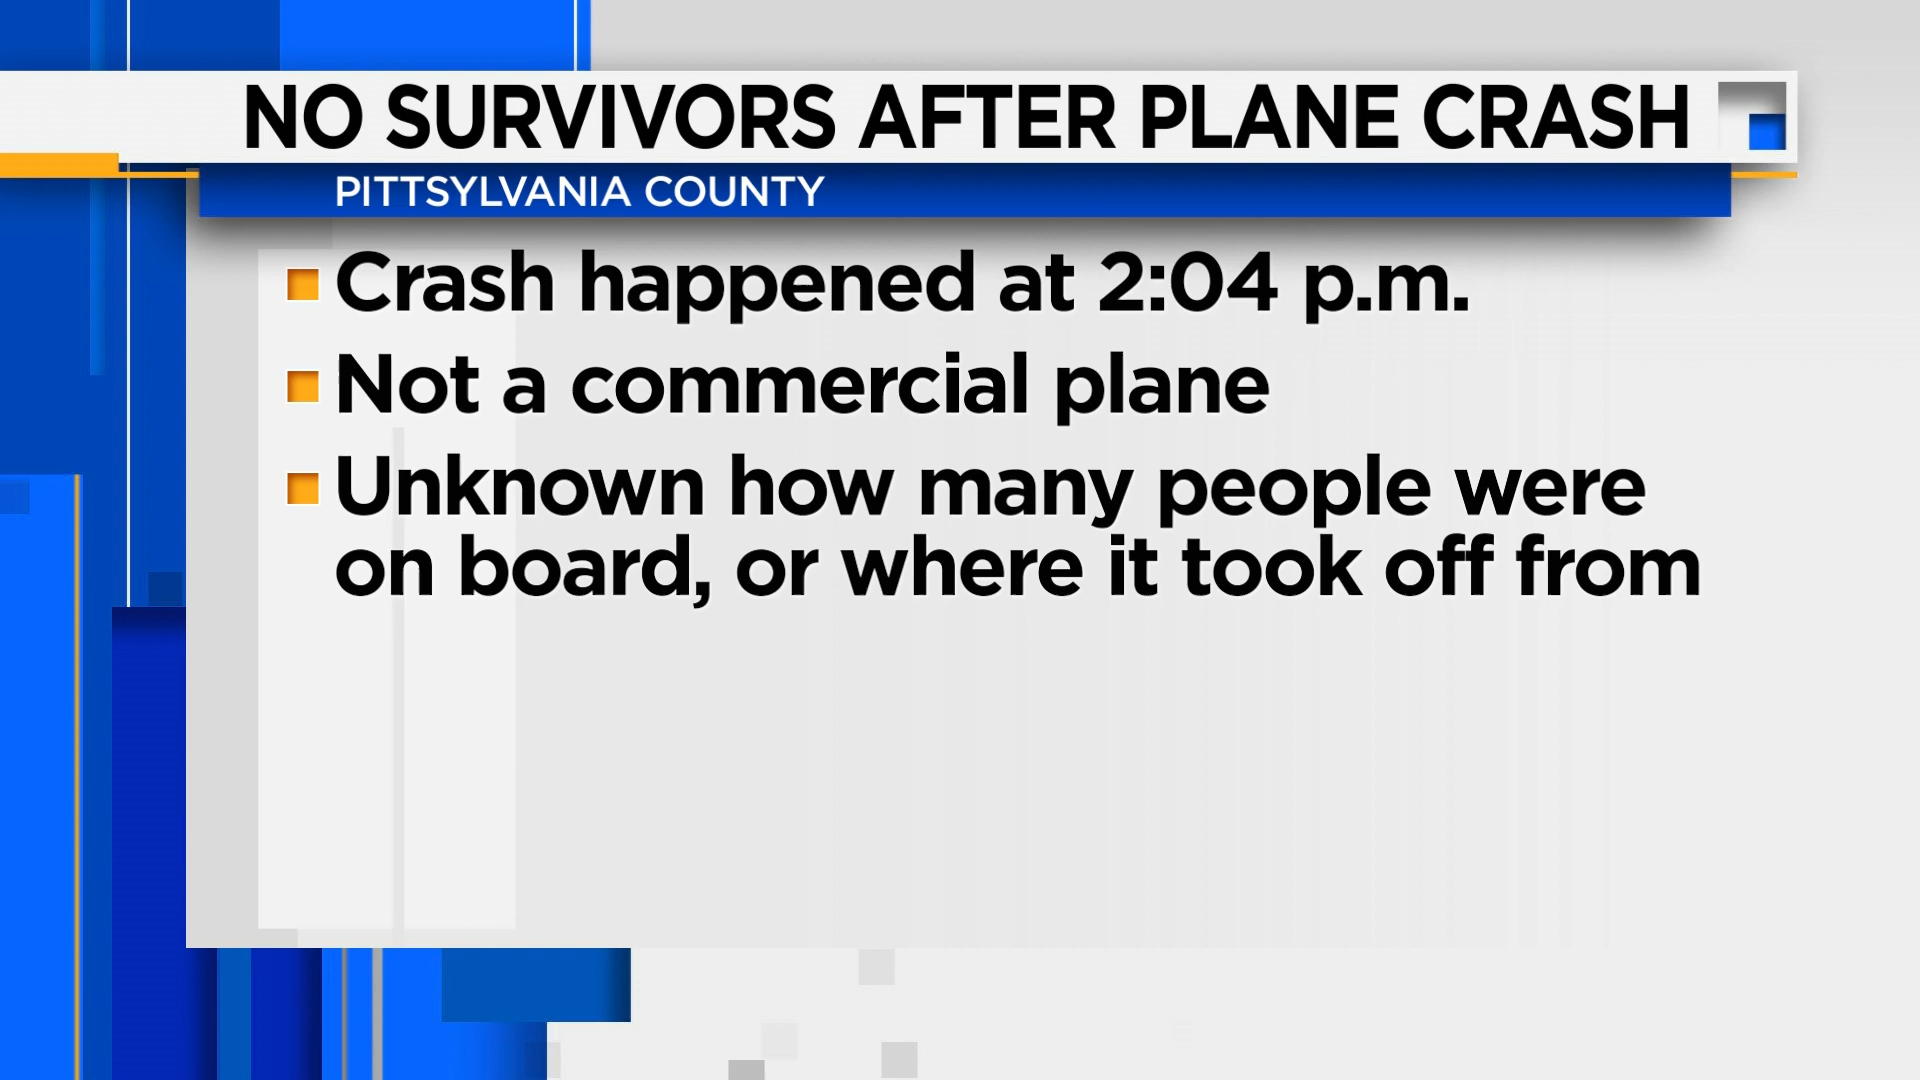 NO SURVIVORS AFTER PLANE CRASH
PITTSYLVANIA COUNTY
Crash happened at 2:04 p.m.
Not a commercial plane
Unknown how many people were
on board, or where it took off from